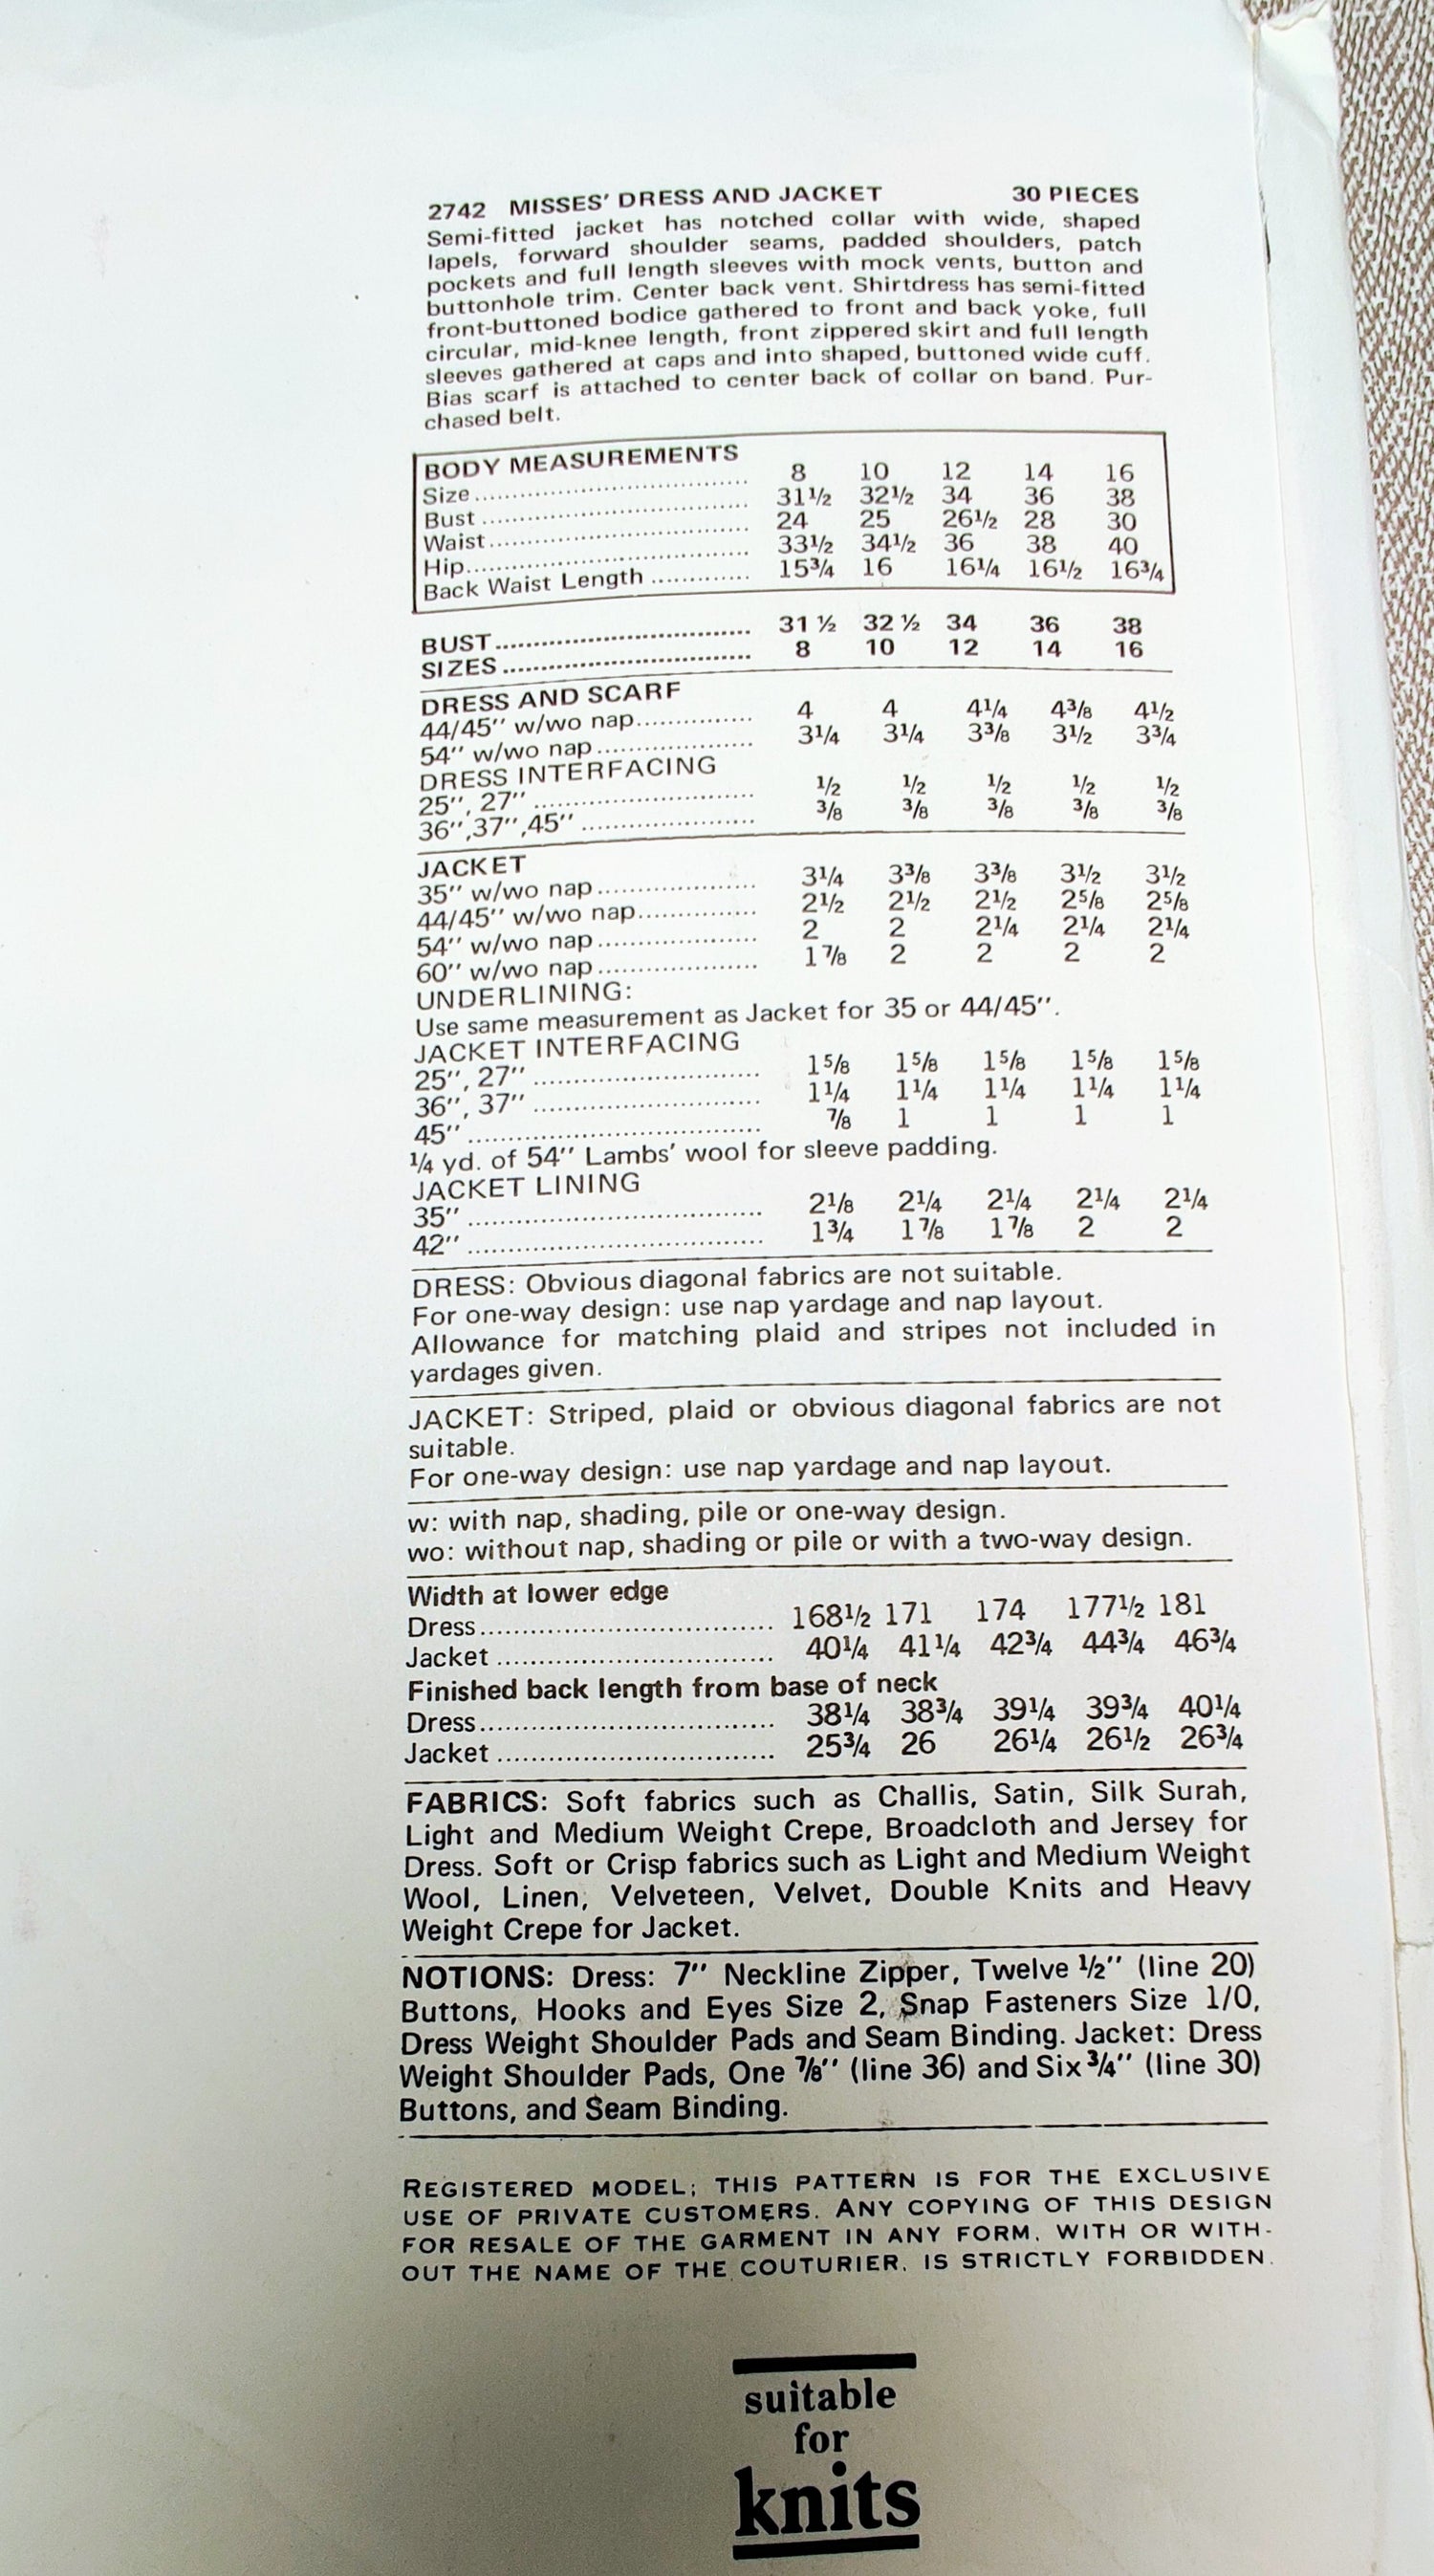 2742 MISSES' DRESS AND JACKET 30 PIECES
Semi-fitted jacket has notched collar with wide, shaped
lapels, forward shoulder seams, padded shoulders, patch
pockets and full length sleeves with mock vents, button and
buttonhole trim. Center back vent. Shirtdress has semi-fitted
front-buttoned bodice gathered to front and back yoke, full
circular, mid-knee length, front zippered skirt and full length
sleeves gathered at caps and into shaped, buttoned wide cuff.
Bias scarf is attached to center back of collar on band. Pur-
chased belt.
BODY MEASUREMENTS
Size 8 10 12 14 16
Bust 31½ 32½ 34 36 38
Waist 24 25 26½ 28 30
Hip 33½ 34½ 36 38 40
Back Waist Length 15¾ 16 16¼ 16½ 16¾
BUST 31 ½ 32 ½ 34 36 38
SIZES 8 10 12 14 16
DRESS AND SCARF
44/45'' w/wo nap 4 4 4¼ 4⅜ 4½
54'' w/wo nap 3¼ 3¼ 3⅜ 3½ 3¾
DRESS INTERFACING
25'', 27'' ½ ½ ½ ½ ½
36'',37'',45'' ⅜ ⅜ ⅜ ⅜ ⅜
JACKET
35'' w/wo nap 3¼ 3⅜ 3⅜ 3½ 3½
44/45'' w/wo nap 2½ 2½ 2½ 2⅝ 2⅝
54'' w/wo nap 2 2 2¼ 2¼ 2¼
60'' w/wo nap 1⅞ 2 2 2 2
UNDERLINING:
Use same measurement as Jacket for 35 or 44/45''.
JACKET INTERFACING
25'', 27'' 1⅝ 1⅝ 1⅝ 1⅝ 1⅝
36'', 37'' 1¼ 1¼ 1¼ 1¼ 1¼
45'' ⅞ 1 1 1 1
¼ yd. of 54'' Lambs' wool for sleeve padding.
JACKET LINING
35'' 2⅛ 2¼ 2¼ 2¼ 2¼
42'' 1¾ 1⅞ 1⅞ 2 2
DRESS: Obvious diagonal fabrics are not suitable.
For one-way design: use nap yardage and nap layout.
Allowance for matching plaid and stripes not included in
yardages given.
JACKET: Striped, plaid or obvious diagonal fabrics are not
suitable.
For one-way design: use nap yardage and nap layout.
w: with nap, shading, pile or one-way design.
wo: without nap, shading or pile or with a two-way design.
Width at lower edge
Dress 168½ 171 174 177½ 181
Jacket 40¼ 41¼ 42¾ 44¾ 46¾
Finished back length from base of neck
Dress 38¼ 38¾ 39¼ 39¾ 40¼
Jacket 25¾ 26 26¼ 26½ 26¾
FABRICS: Soft fabrics such as Challis, Satin, Silk Surah,
Light and Medium Weight Crepe, Broadcloth and Jersey for
Dress. Soft or Crisp fabrics such as Light and Medium Weight
Wool, Linen, Velveteen, Velvet, Double Knits and Heavy
Weight Crepe for Jacket.
NOTIONS: Dress: 7'' Neckline Zipper, Twelve ½'' (line 20)
Buttons, Hooks and Eyes Size 2, Snap Fasteners Size 1/0,
Dress Weight Shoulder Pads and Seam Binding. Jacket: Dress
Weight Shoulder Pads, One ⅞'' (line 36) and Six ¾'' (line 30)
Buttons, and Seam Binding.
REGISTERED MODEL; THIS PATTERN IS FOR THE EXCLUSIVE
USE OF PRIVATE CUSTOMERS. ANY COPYING OF THIS DESIGN
FOR RESALE OF THE GARMENT IN ANY FORM, WITH OR WITH-
OUT THE NAME OF THE COUTURIER, IS STRICTLY FORBIDDEN.
suitable
for
knits